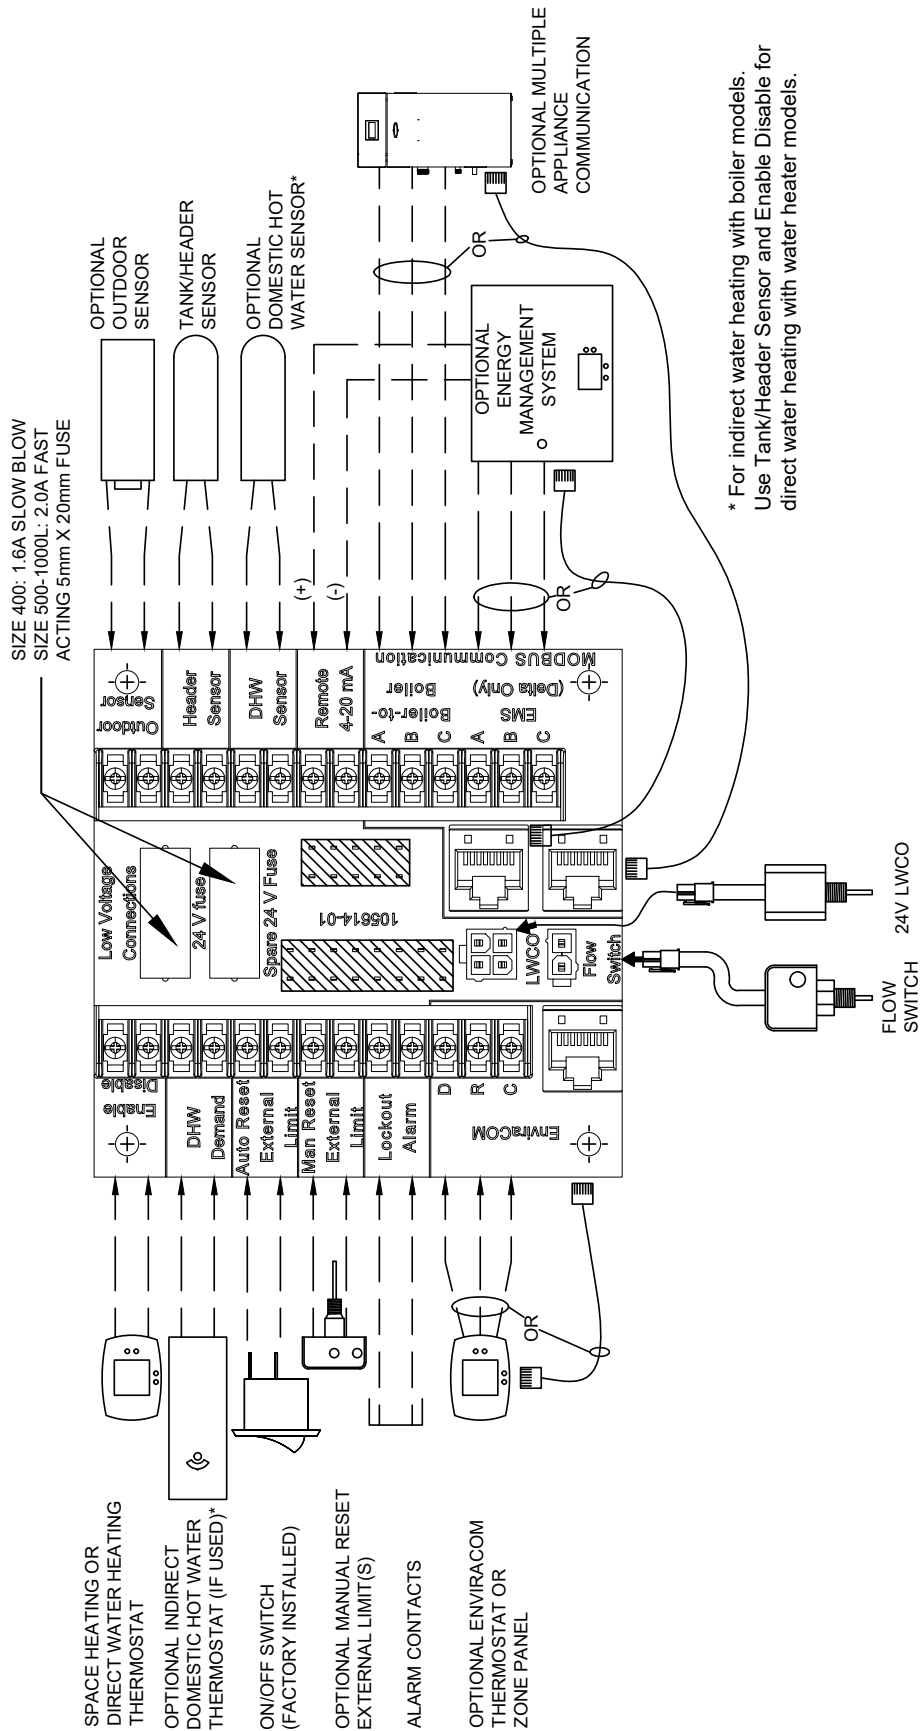 SPACE HEATING OR
DIRECT WATER HEATING
THERMOSTAT
OPTIONAL INDIRECT
DOMESTIC HOT WATER
THERMOSTAT (IF USED)*
ON/OFF SWITCH
(FACTORY INSTALLED)
OPTIONAL MANUAL RESET
EXTERNAL LIMIT(S)
ALARM CONTACTS
OPTIONAL ENVIRACOM
THERMOSTAT OR
ZONE PANEL
OR
Enable
Disable
DHW
Demand
Auto Reset
External
Limit
Man Reset
External
Limit
Lockout
Alarm
D
R
C
EnviraCOM
Low Voltage
Connections
24 V fuse
Spare 24 V Fuse
105614-01
LWCO
Flow
Switch
FLOW
SWITCH
24V LWCO
SIZE 400: 1.6A SLOW BLOW
SIZE 500-1000L: 2.0A FAST
ACTING 5mm X 20mm FUSE
Outdoor
Sensor
Header
Sensor
DHW
Sensor
Remote
4-20 mA
A
B
C
Boiler-to-
Boiler
A
B
C
EMS
(Delta Only)
MODBUS Communication
(+)
(-)
OR
OR
OPTIONAL
OUTDOOR
SENSOR
TANK/HEADER
SENSOR
OPTIONAL
DOMESTIC HOT
WATER SENSOR*
OPTIONAL
ENERGY
MANAGEMENT
SYSTEM
OPTIONAL MULTIPLE
APPLIANCE
COMMUNICATION
* For indirect water heating with boiler models.
Use Tank/Header Sensor and Enable Disable for
direct water heating with water heater models.